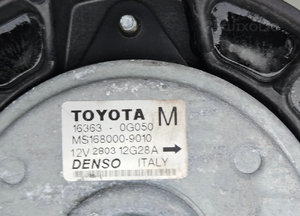 TOYOTA M
16363 - 0G050
MS168000-9010
12V 2803 12G28A
DENSO ITALY